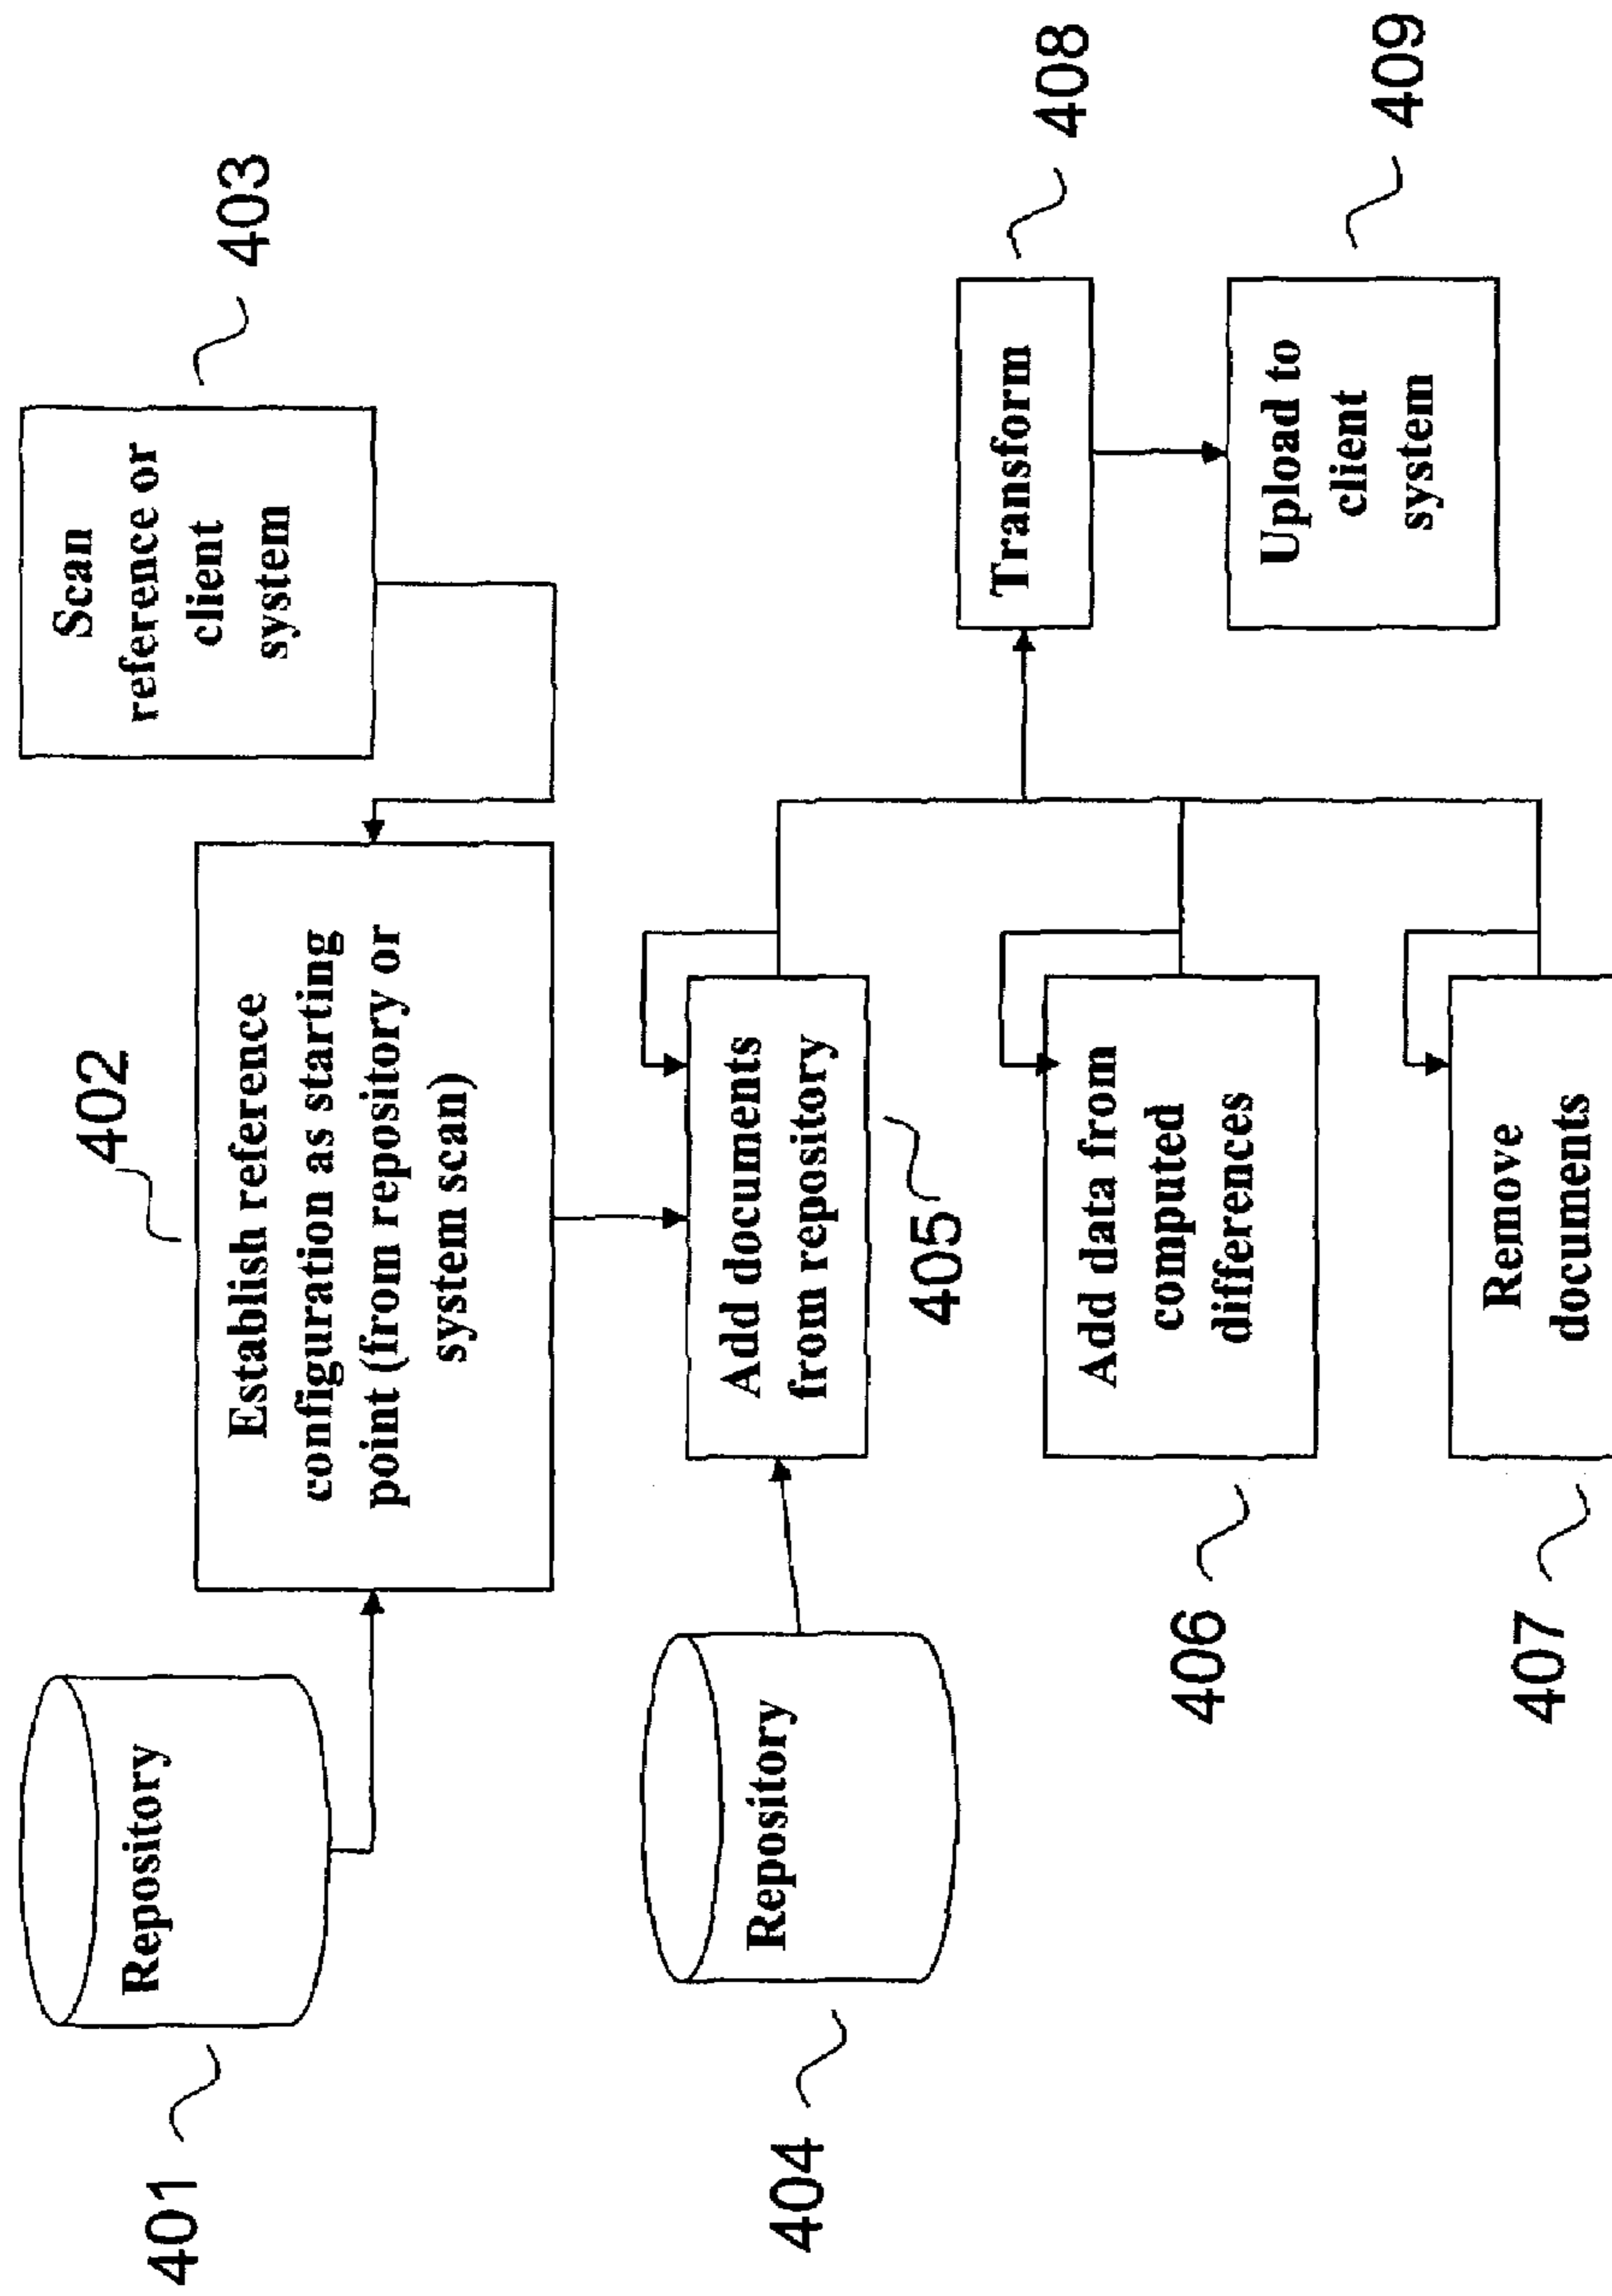 401
Repository
402
Establish reference
configuration as starting
point (from repository or
system scan)
Scan
reference or
client
system
403
404
Repository
Add documents
from repository
405
406
Add data from
computed
differences
407
Remove
documents
Transform
408
Upload to
client
system
409